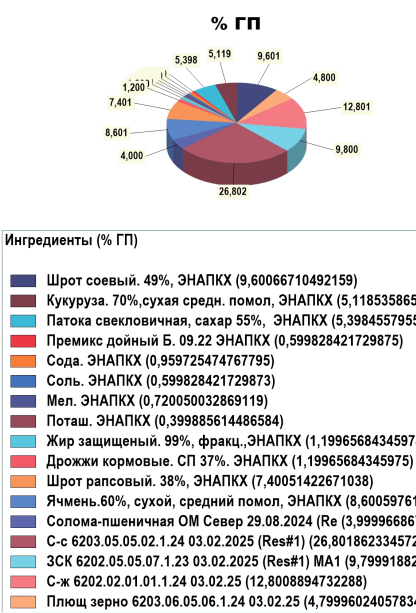 % ГП
5,119
9,601
5,398
4,800
1,200
7,401
12,801
8,601
9,800
4,000
26,802
Ингредиенты (% ГП)
Шрот соевый. 49%, ЭНАПКХ (9,60066710492159)
Кукуруза. 70%,сухая средн. помол, ЭНАПКХ (5,118535865
Патока свекловичная, сахар 55%, ЭНАПКХ (5,3984557955
Премикс дойный Б. 09.22 ЭНАПКХ (0,599828421729875)
Сода. ЭНАПКХ (0,959725474767795)
Соль. ЭНАПКХ (0,599828421729873)
Мел. ЭНАПКХ (0,720050032869119)
Поташ. ЭНАПКХ (0,399885614486584)
Жир защищеный. 99%, фракц.,ЭНАПКХ (1,1996568434597
Дрожжи кормовые. СП 37%. ЭНАПКХ (1,19965684345975)
Шрот рапсовый. 38%, ЭНАПКХ (7,40051422671038)
Ячмень.60%, сухой, средний помол, ЭНАПКХ (8,60059761
Солома-пшеничная ОМ Север 29.08.2024 (Re (3,999966867
С-с 6203.05.05.02.1.24 03.02.2025 (Res#1) (26,801862334572
ЗСК 6202.05.05.07.1.23 03.02.2025 (Res#1) МА1 (9,79991882
С-ж 6202.02.01.01.1.24 03.02.25 (12,8008894732288)
Плющ зерно 6203.06.05.06.1.24 03.02.25 (4,79996024057834